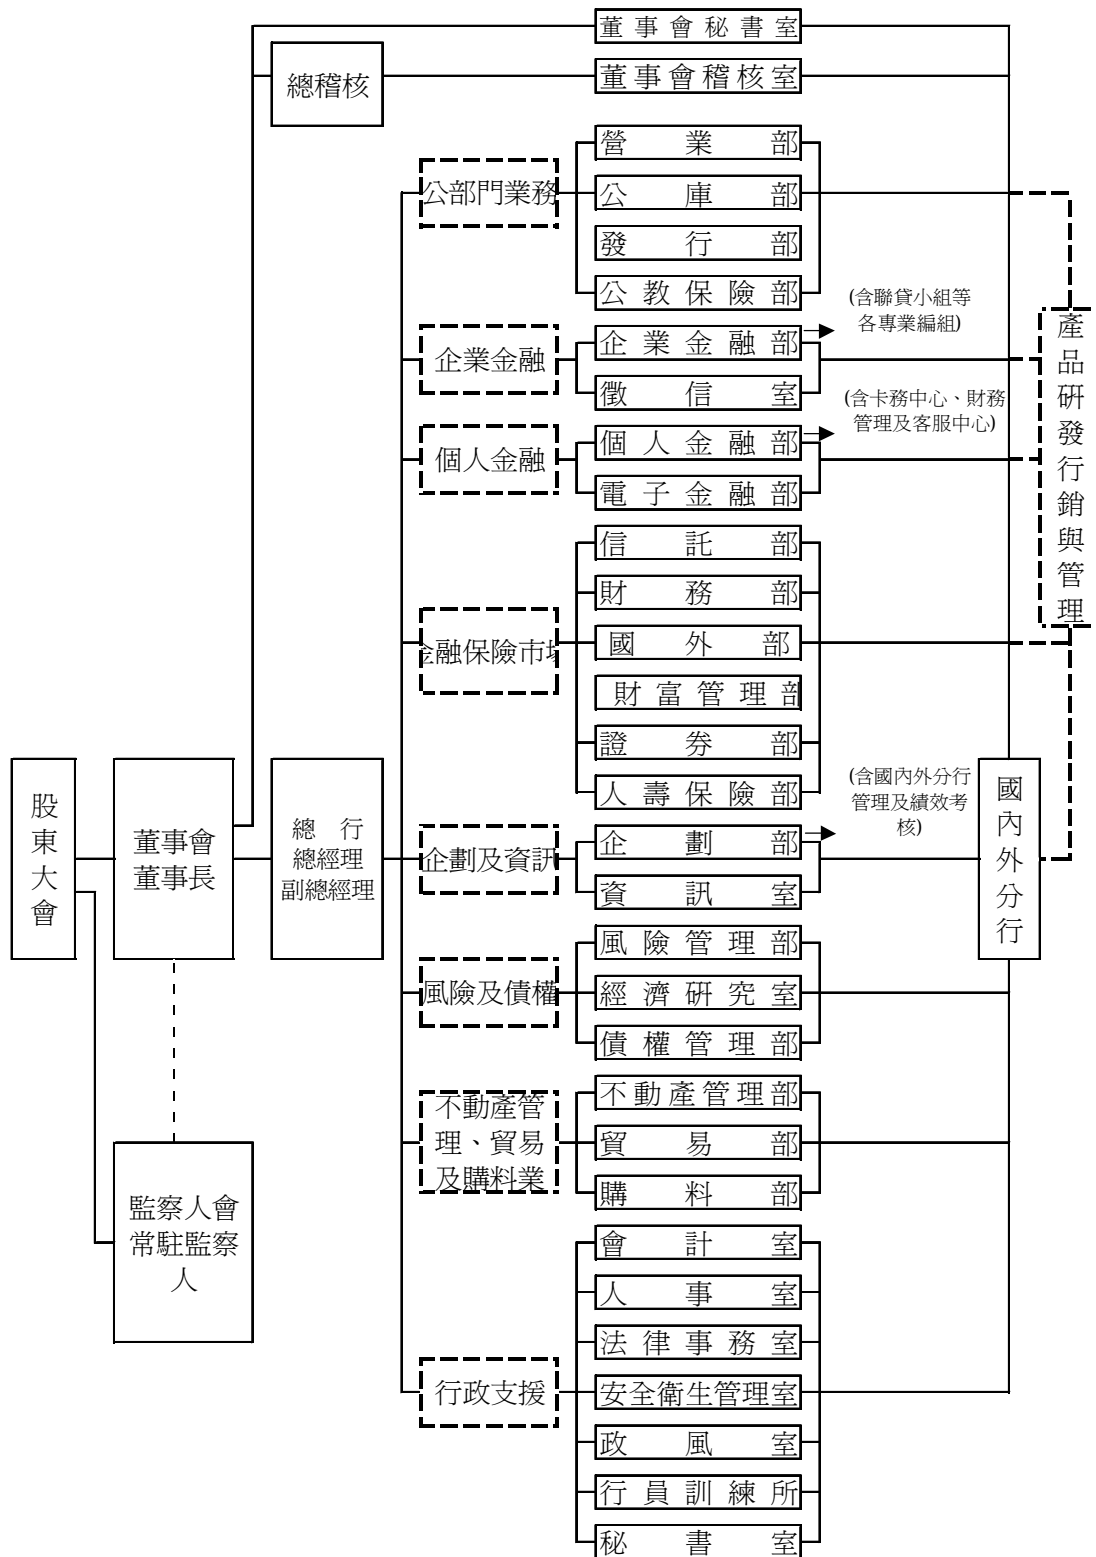 董事會秘書室
總稽核
董事會稽核室
公部門業務
營業部
公庫部
發行部
公教保險部
(含聯貸小組等
各專業編組)
企業金融
企業金融部
徵信室
(含卡務中心、財務
管理及客服中心)
個人金融
個人金融部
電子金融部
產品研發行銷與管理
金融保險市場
信託部
財務部
國外部
財富管理部
證券部
人壽保險部
(含國內外分行
管理及績效考
核)
股東大會
董事會
董事長
總 行
總經理
副總經理
企劃及資訊
企劃部
資訊室
國內外分行
風險及債權
風險管理部
經濟研究室
債權管理部
不動產管
理、貿易
及購料業
不動產管理部
貿易部
購料部
監察人會
常駐監察
人
行政支援
會計室
人事室
法律事務室
安全衛生管理室
政風室
行員訓練所
秘書室